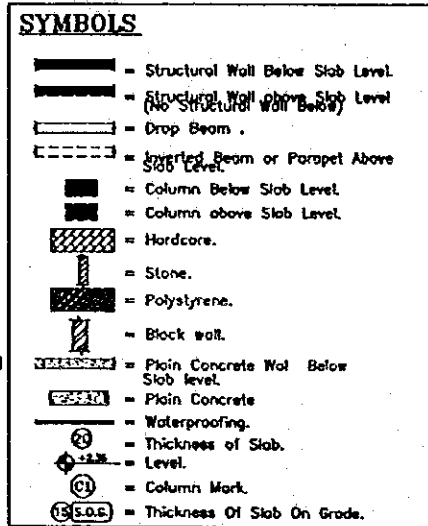 SYMBOLS
= Structural Wall Below Slab Level.
= Structural Wall above Slab Level
(No Structural Wall Below)
= Drop Beam .
= Inverted Beam or Parapet Above
Slab Level.
= Column Below Slab Level.
= Column above Slab Level.
= Hardcore.
= Stone.
= Polystyrene.
= Block wall.
= Plain Concrete Wal Below
Slab level.
= Plain Concrete
= Waterproofing.
20 = Thickness of Slab.
= Level.
C1 = Column Mark.
15 S.O.G. = Thickness Of Slab On Grade.